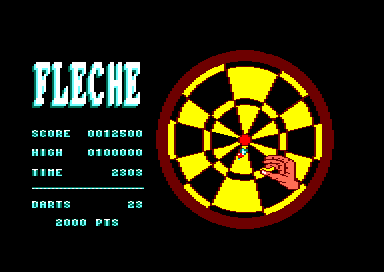 FLECHE
SCORE 0012500
HIGH 0100000
TIME 2303
DARTS 23
2000 PTS